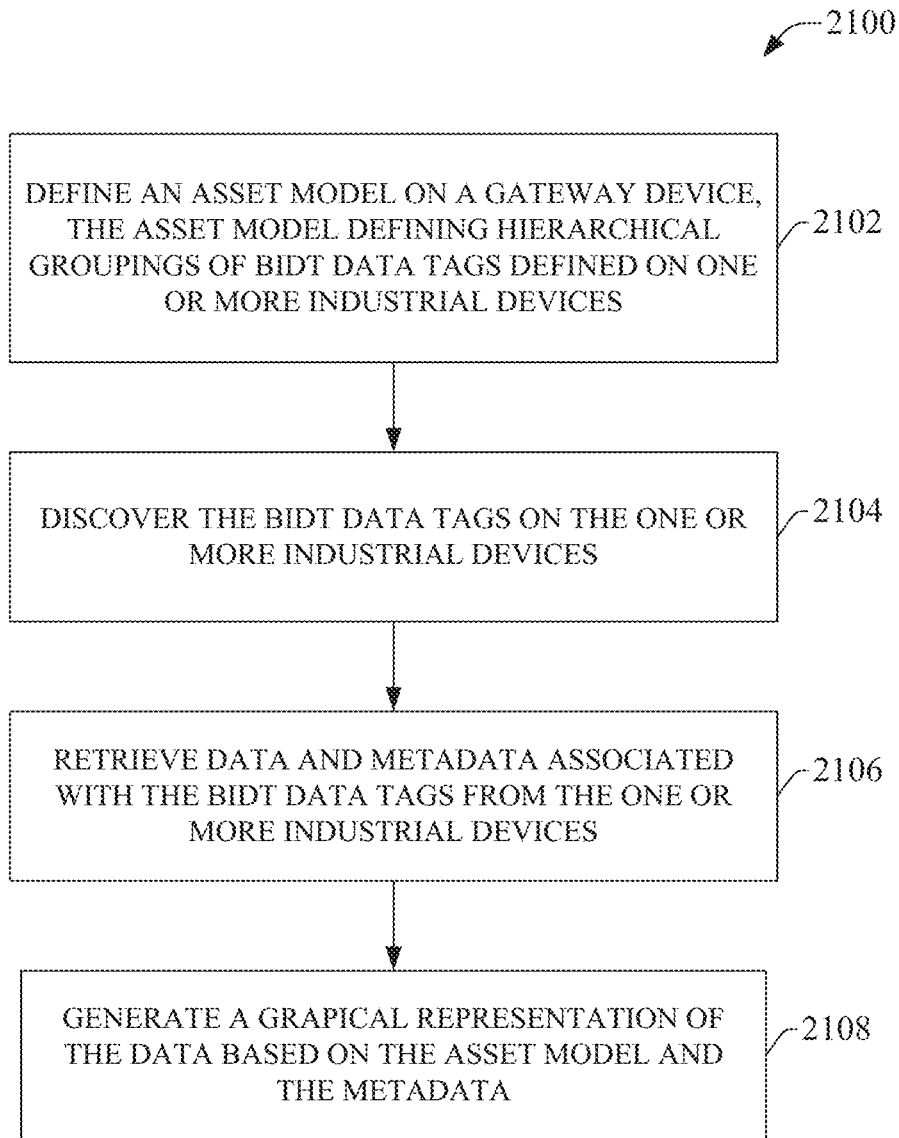 2100
DEFINE AN ASSET MODEL ON A GATEWAY DEVICE,
THE ASSET MODEL DEFINING HIERARCHICAL
GROUPINGS OF BIDT DATA TAGS DEFINED ON ONE
OR MORE INDUSTRIAL DEVICES
2102
DISCOVER THE BIDT DATA TAGS ON THE ONE OR
MORE INDUSTRIAL DEVICES
2104
RETRIEVE DATA AND METADATA ASSOCIATED
WITH THE BIDT DATA TAGS FROM THE ONE OR
MORE INDUSTRIAL DEVICES
2106
GENERATE A GRAPICAL REPRESENTATION OF
THE DATA BASED ON THE ASSET MODEL AND
THE METADATA
2108